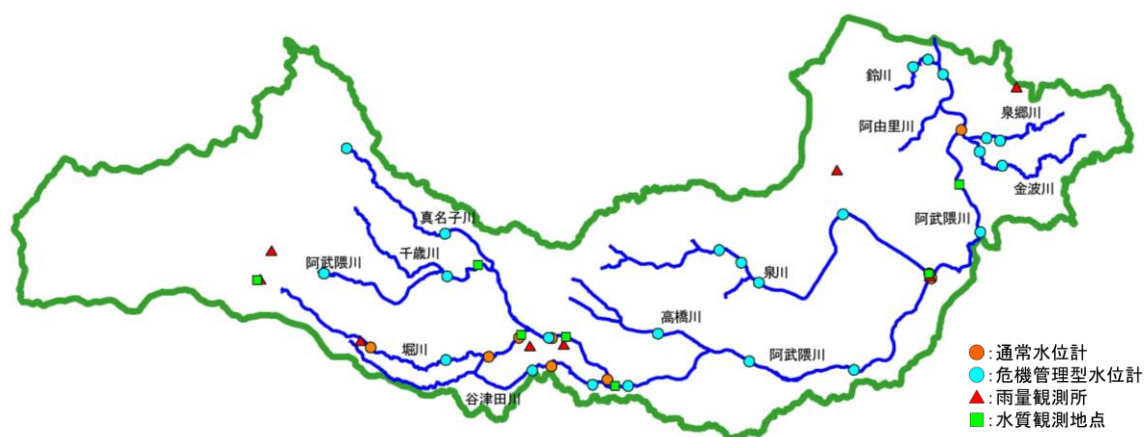 鈴川
泉郷川
阿由里川
金波川
真名子川
阿武隈川
千歳川
阿武隈川
泉川
高橋川
堀川
阿武隈川
谷津田川
:通常水位計
:危機管理型水位計
:雨量観測所
:水質観測地点